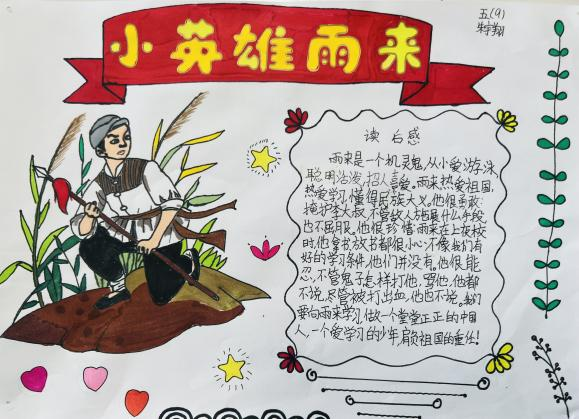 小英雄雨来
五(9)
读后感
雨来是一个机灵鬼,从小爱游泳,
聪明活泼,招人喜爱。雨来热爱祖国,
热爱学习,懂得民族大义。他很勇敢:
掩护李大叔,不管敌人施展什么手段
也不屈服。他很珍惜:雨来在上夜校
时,他拿书放书都很小心,不像我们有
好的学习条件,他们并没有。他很能
忍,不管鬼子怎样打他,骂他,他都
不说,尽管被打出血,他也不说。我们
要向雨来学习,做一个堂堂正正的中国
人,一个爱学习的少年,肩负祖国的重任!